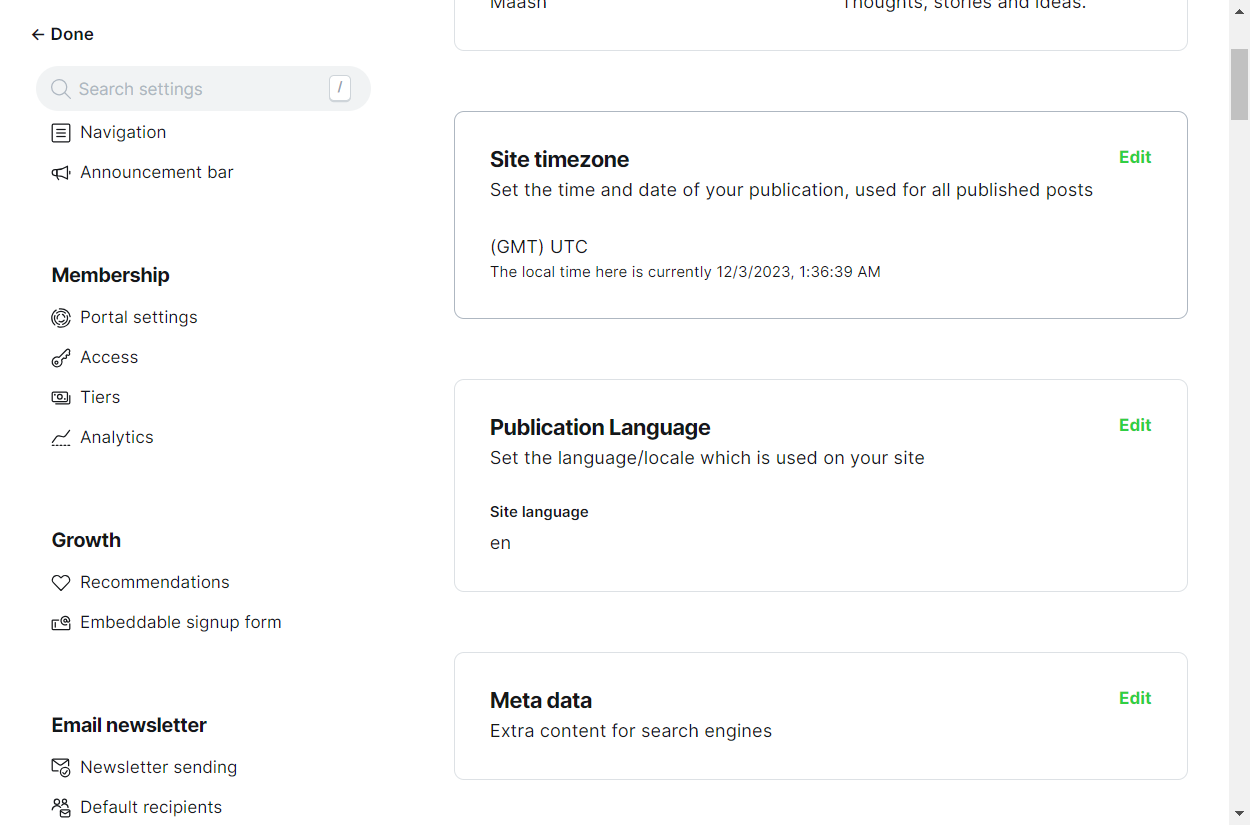 Done
Search settings
/
Navigation
Announcement bar
Membership
Portal settings
Access
Tiers
Analytics
Growth
Recommendations
Embeddable signup form
Email newsletter
Newsletter sending
Default recipients
Maash
Thoughts, stories and ideas.
Site timezone
Edit
Set the time and date of your publication, used for all published posts
(GMT) UTC
The local time here is currently 12/3/2023, 1:36:39 AM
Publication Language
Edit
Set the language/locale which is used on your site
Site language
en
Meta data
Edit
Extra content for search engines